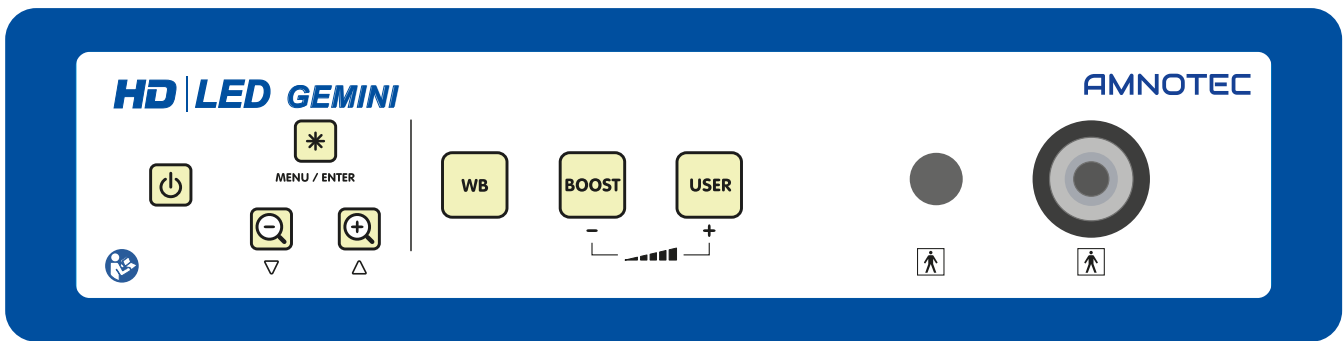 HD|LED GEMINI
AMNOTEC
MENU / ENTER
WB
BOOST
USER
- +